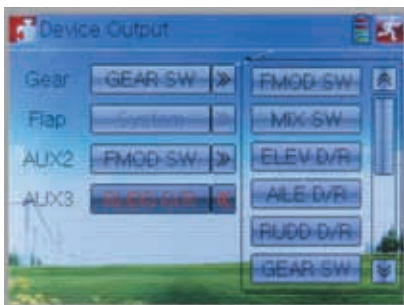 Device Output
Gear GEAR SW
Flap System
AUX2 FMOD SW
AUX3 RUDD D/R
FMOD SW
MIX SW
ELEV D/R
AILE D/R
RUDD D/R
GEAR SW